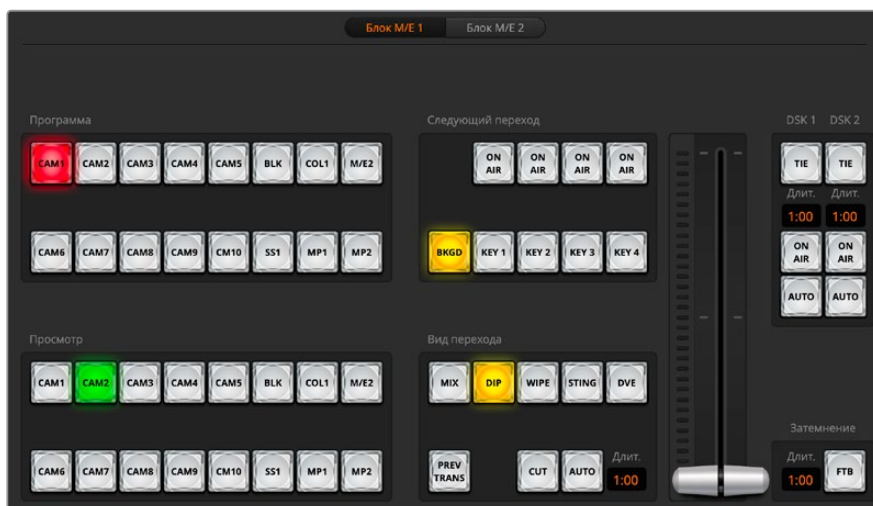 Блок M/E 1 Блок M/E 2
Программа
CAM1 CAM2 CAM3 CAM4 CAM5 BLK COL1 M/E2
CAM6 CAM7 CAM8 CAM9 CM10 SS1 MP1 MP2
Следующий переход
ON AIR ON AIR ON AIR ON AIR
BKGD KEY 1 KEY 2 KEY 3 KEY 4
DSK 1 DSK 2
TIE TIE
Длит. Длит.
1:00 1:00
ON AIR ON AIR
AUTO AUTO
Просмотр
CAM1 CAM2 CAM3 CAM4 CAM5 BLK COL1 M/E2
CAM6 CAM7 CAM8 CAM9 CM10 SS1 MP1 MP2
Вид перехода
MIX DIP WIPE STING DVE
PREV TRANS CUT AUTO Длит. 1:00
Затемнение
Длит.
1:00 FTB